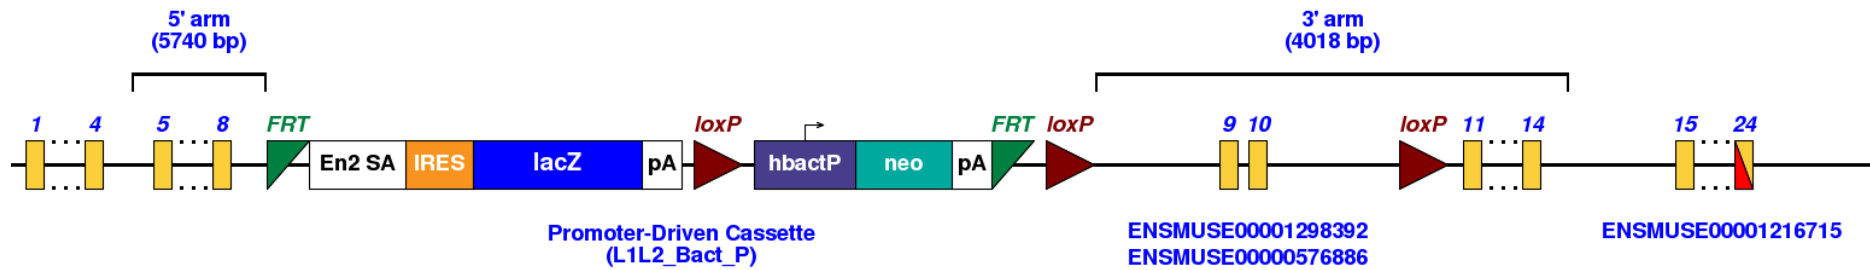 5' arm
(5740 bp)
3' arm
(4018 bp)
1 4 5 8 FRT loxP FRT loxP 9 10 loxP 11 14 15 24
En2 SA IRES lacZ pA hbactP neo pA
Promoter-Driven Cassette
(L1L2_Bact_P)
ENSMUSE00001298392
ENSMUSE00000576886
ENSMUSE00001216715